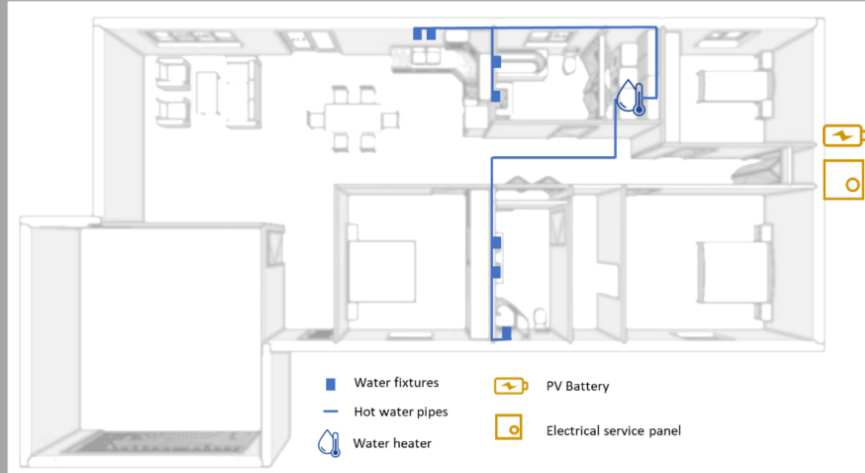 Water fixtures
PV Battery
Hot water pipes
Electrical service panel
Water heater